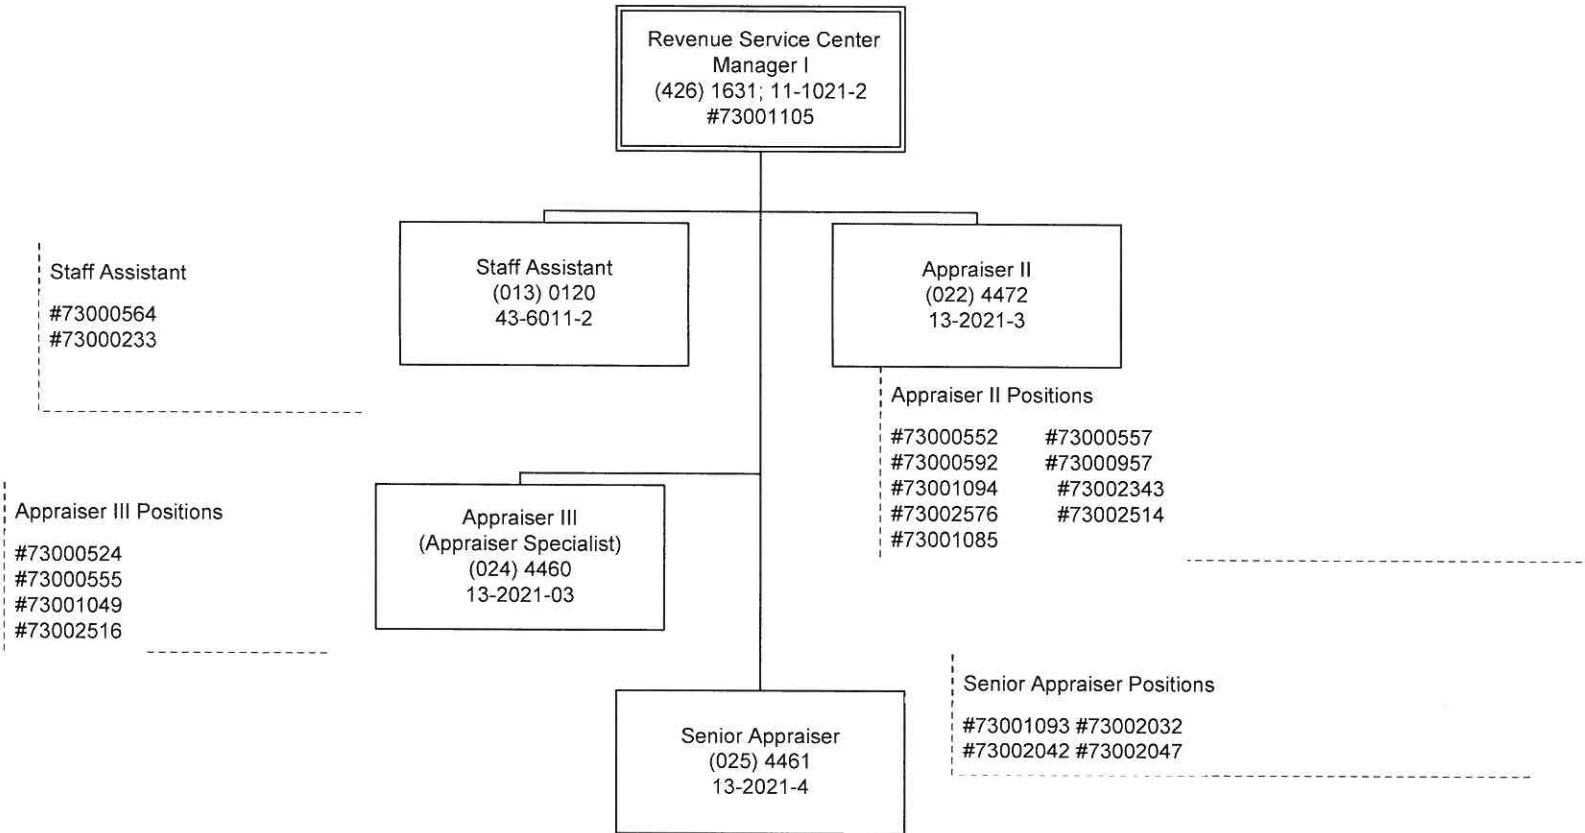 Revenue Service Center
Manager I
(426) 1631; 11-1021-2
#73001105
Staff Assistant
#73000564
#73000233
Staff Assistant
(013) 0120
43-6011-2
Appraiser II
(022) 4472
13-2021-3
Appraiser II Positions
#73000552 #73000557
#73000592 #73000957
#73001094 #73002343
#73002576 #73002514
#73001085
Appraiser III Positions
#73000524
#73000555
#73001049
#73002516
Appraiser III
(Appraiser Specialist)
(024) 4460
13-2021-03
Senior Appraiser
(025) 4461
13-2021-4
Senior Appraiser Positions
#73001093 #73002032
#73002042 #73002047